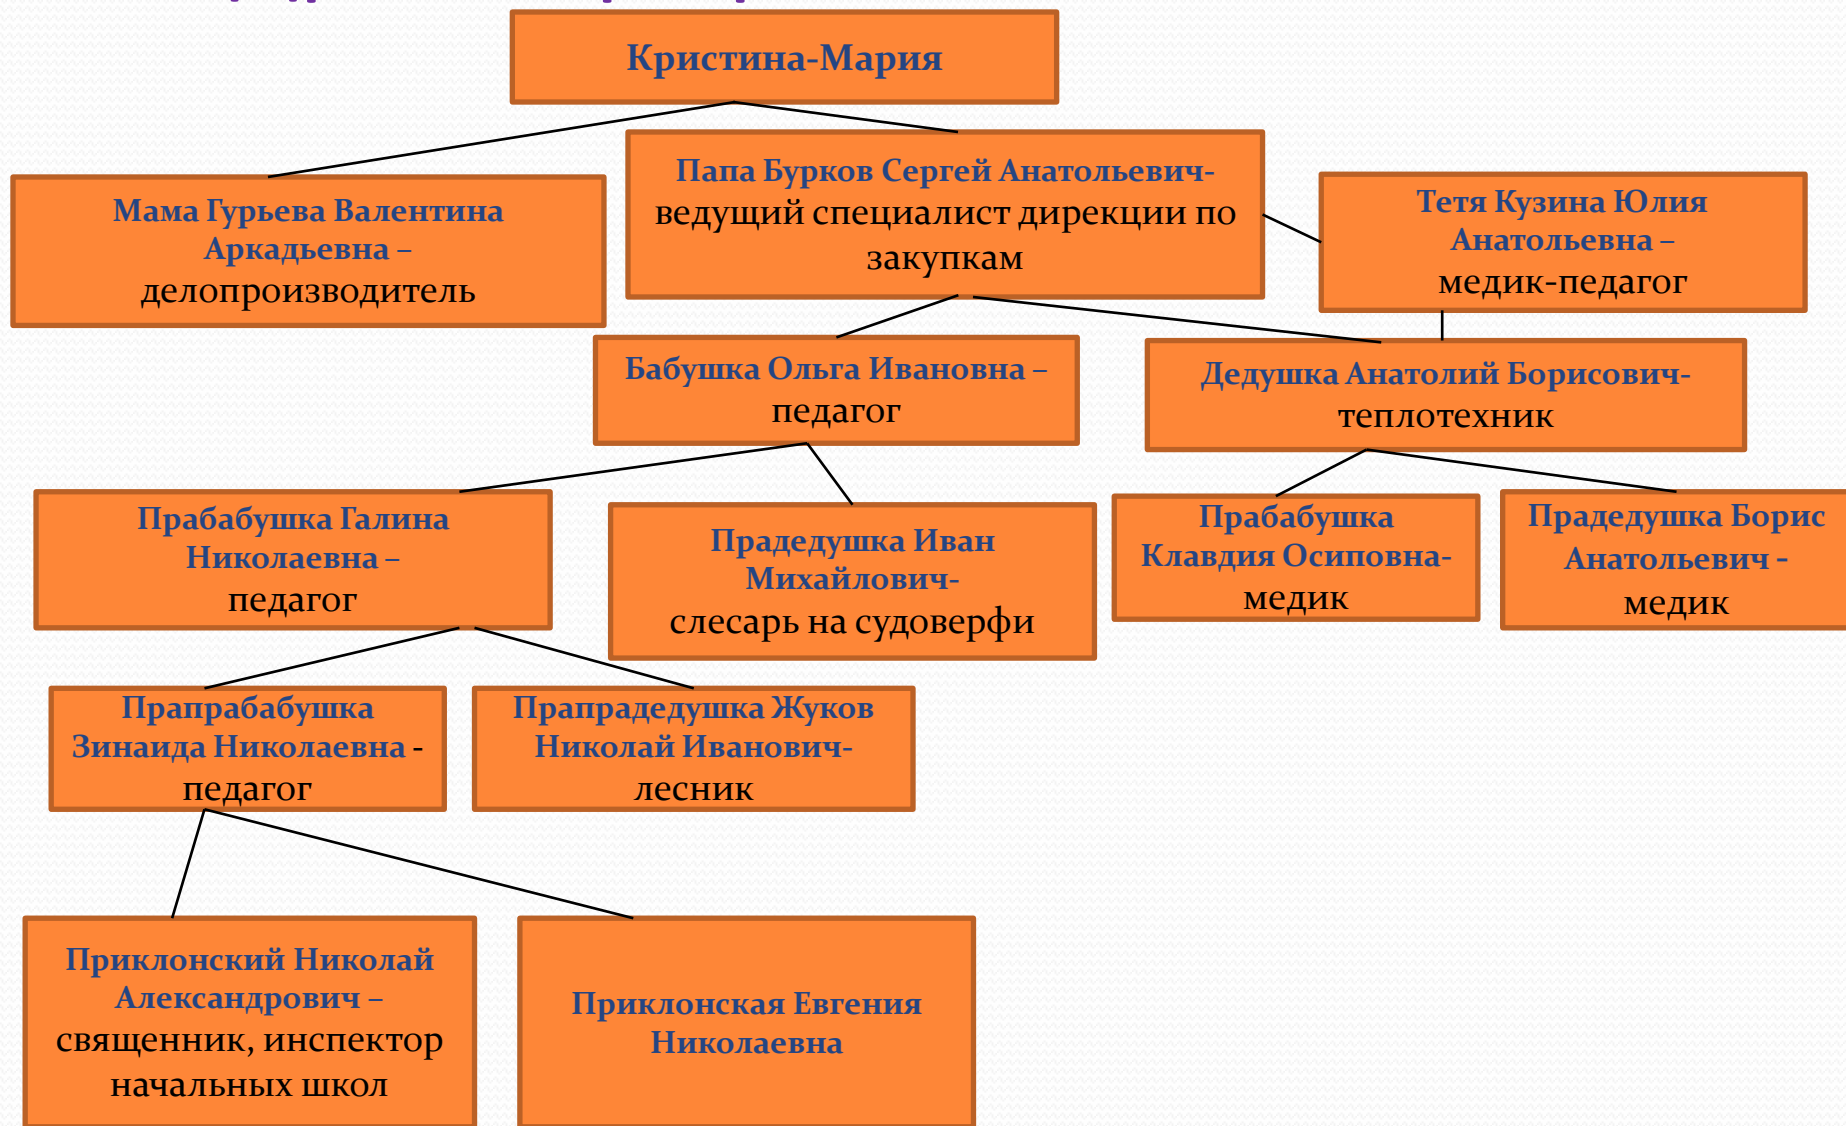 Кристина-Мария
Папа Бурков Сергей Анатольевич-
ведущий специалист дирекции по
закупкам
Мама Гурьева Валентина
Аркадьевна –
делопроизводитель
Тетя Кузина Юлия
Анатольевна –
медик-педагог
Бабушка Ольга Ивановна –
педагог
Дедушка Анатолий Борисович-
теплотехник
Прабабушка Галина
Николаевна –
педагог
Прадедушка Иван
Михайлович-
слесарь на судоверфи
Прабабушка
Клавдия Осиповна-
медик
Прадедушка Борис
Анатольевич -
медик
Прапрабабушка
Зинаида Николаевна -
педагог
Прапрадедушка Жуков
Николай Иванович-
лесник
Приклонский Николай
Александрович –
священник, инспектор
начальных школ
Приклонская Евгения
Николаевна